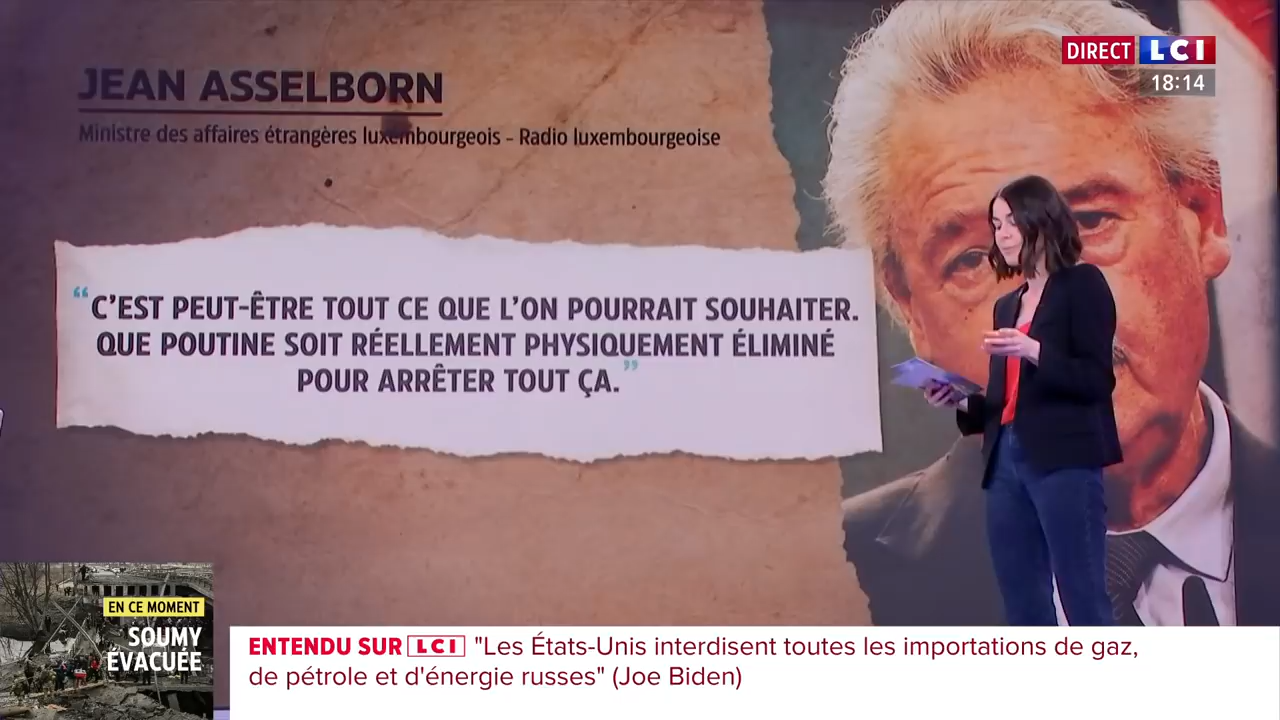 DIRECT LCI
18:14
JEAN ASSELBORN
Ministre des affaires étrangères luxembourgeois - Radio luxembourgeoise
“C'EST PEUT-ÊTRE TOUT CE QUE L'ON POURRAIT SOUHAITER.
QUE POUTINE SOIT RÉELLEMENT PHYSIQUEMENT ÉLIMINÉ
POUR ARRÊTER TOUT ÇA.”
EN CE MOMENT
SOUMY
ÉVACUÉE
ENTENDU SUR LCI "Les États-Unis interdisent toutes les importations de gaz,
de pétrole et d'énergie russes" (Joe Biden)